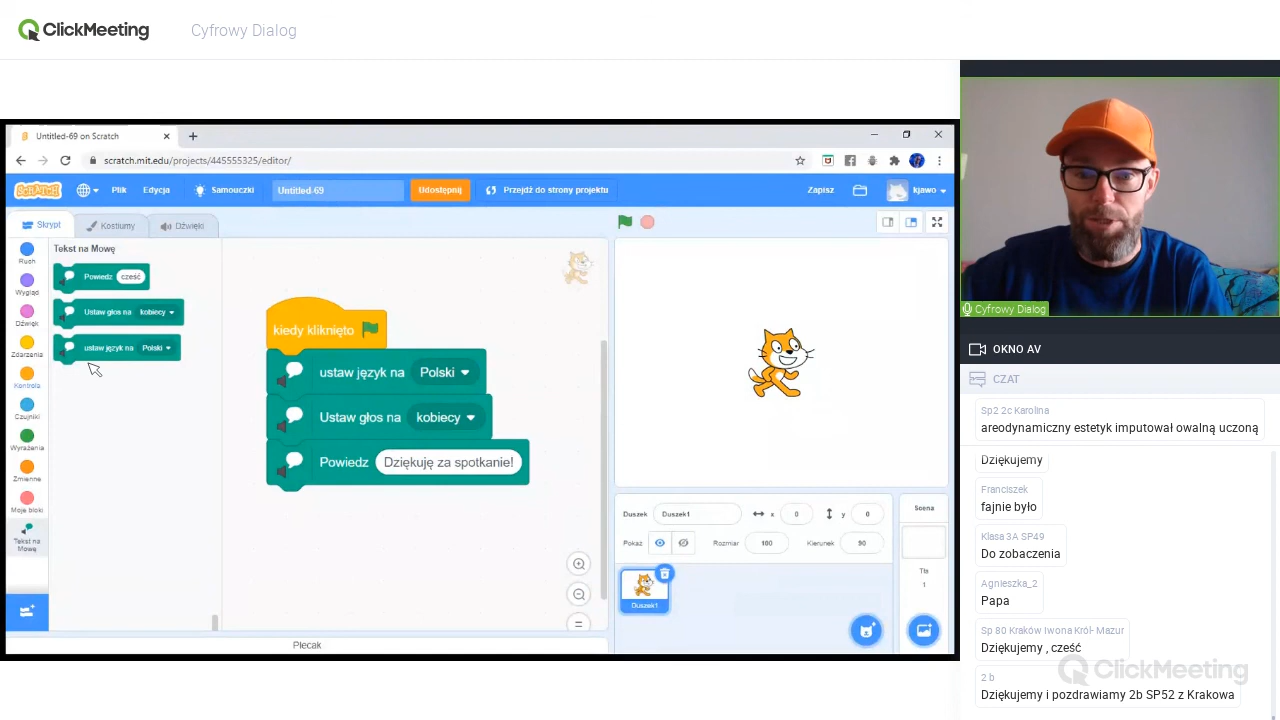 ClickMeeting
Cyfrowy Dialog
Untitled-69 on Scratch
scratch.mit.edu/projects/445555325/editor/
SCRATCH
Plik
Edycja
Samouczki
Untitled-69
Udostępnij
Przejdź do strony projektu
Zapisz
kjawo
Skrypt
Kostiumy
Dźwięki
Ruch
Wygląd
Dźwięk
Zdarzenia
Kontrola
Czujniki
Wyrażenia
Zmienne
Moje bloki
Tekst na
Mowę
Tekst na Mowę
Powiedz cześć
Ustaw głos na kobiecy
ustaw język na Polski
kiedy kliknięto
ustaw język na Polski
Ustaw głos na kobiecy
Powiedz Dziękuję za spotkanie!
Plecak
Duszek Duszek1 x 0 y 0
Pokaż Rozmiar 100 Kierunek 90
Duszek1
Scena
Tła
1
Cyfrowy Dialog
OKNO AV
CZAT
Sp2 2c Karolina
areodynamiczny estetyk imputował owalną uczoną
Dziękujemy
Franciszek
fajnie było
Klasa 3A SP49
Do zobaczenia
Agnieszka_2
Papa
Sp 80 Kraków Iwona Król- Mazur
Dziękujemy , cześć
2 b
Dziękujemy i pozdrawiamy 2b SP52 z Krakowa
ClickMeeting